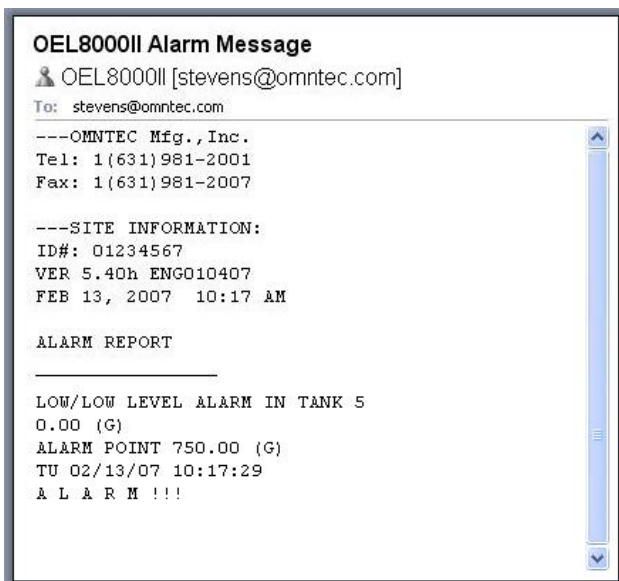 OEL8000II Alarm Message
OEL8000II [stevens@omntec.com]
To: stevens@omntec.com
---OMNTEC Mfg.,Inc.
Tel: 1(631)981-2001
Fax: 1(631)981-2007
---SITE INFORMATION:
ID#: 01234567
VER 5.40h ENG010407
FEB 13, 2007  10:17 AM
ALARM REPORT
LOW/LOW LEVEL ALARM IN TANK 5
0.00 (G)
ALARM POINT 750.00 (G)
TU 02/13/07 10:17:29
A L A R M !!!